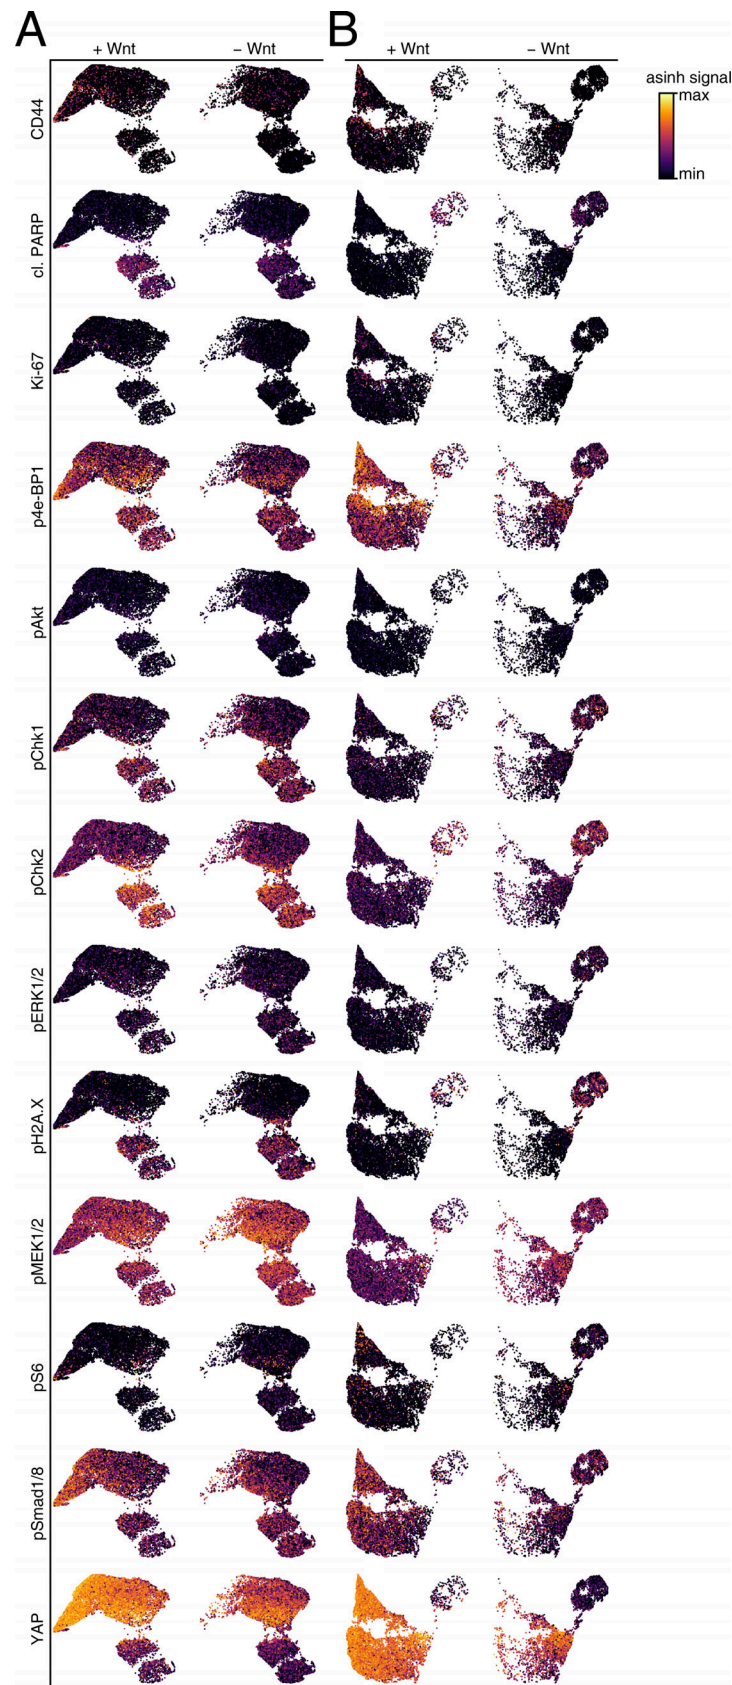 A B
+ Wnt – Wnt + Wnt – Wnt
asinh signal
max
min
CD44
cl. PARP
Ki-67
p4e-BP1
pAkt
pChk1
pChk2
pERK1/2
pH2A.X
pMEK1/2
pS6
pSmad1/8
YAP